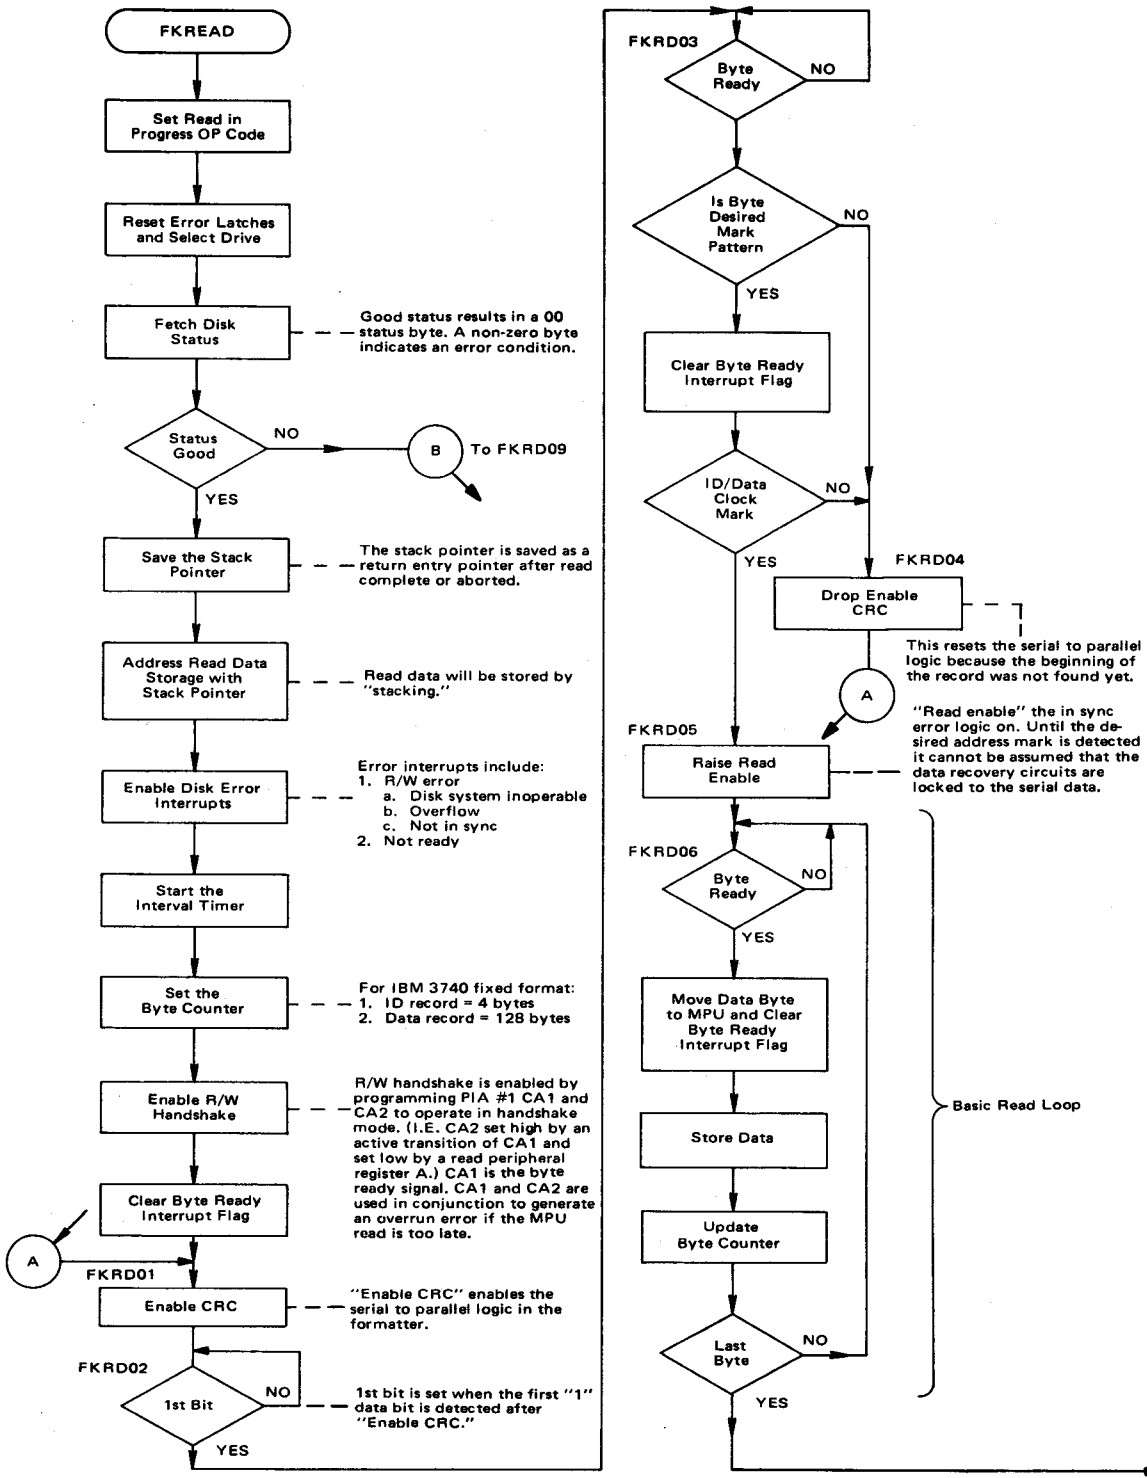 FKREAD
Set Read in
Progress OP Code
Reset Error Latches
and Select Drive
Fetch Disk
Status
Good status results in a 00
status byte. A non-zero byte
indicates an error condition.
Status
Good
NO
B
To FKRD09
YES
Save the Stack
Pointer
The stack pointer is saved as a
return entry pointer after read
complete or aborted.
Address Read Data
Storage with
Stack Pointer
Read data will be stored by
"stacking."
Enable Disk Error
Interrupts
Error interrupts include:
1. R/W error
a. Disk system inoperable
b. Overflow
c. Not in sync
2. Not ready
Start the
Interval Timer
Set the
Byte Counter
For IBM 3740 fixed format:
1. ID record = 4 bytes
2. Data record = 128 bytes
Enable R/W
Handshake
R/W handshake is enabled by
programming PIA #1 CA1 and
CA2 to operate in handshake
mode. (I.E. CA2 set high by an
active transition of CA1 and
set low by a read peripheral
register A.) CA1 is the byte
ready signal. CA1 and CA2 are
used in conjunction to generate
an overrun error if the MPU
read is too late.
Clear Byte Ready
Interrupt Flag
A
FKRD01
Enable CRC
"Enable CRC" enables the
serial to parallel logic in the
formatter.
FKRD02
1st Bit
NO
1st bit is set when the first "1"
data bit is detected after
"Enable CRC."
YES
FKRD03
Byte
Ready
NO
Is Byte
Desired
Mark
Pattern
NO
YES
Clear Byte Ready
Interrupt Flag
ID/Data
Clock
Mark
NO
YES
FKRD04
Drop Enable
CRC
This resets the serial to parallel
logic because the beginning of
the record was not found yet.
A
FKRD05
Raise Read
Enable
"Read enable" the in sync
error logic on. Until the de-
sired address mark is detected
it cannot be assumed that the
data recovery circuits are
locked to the serial data.
FKRD06
Byte
Ready
NO
YES
Move Data Byte
to MPU and Clear
Byte Ready
Interrupt Flag
Store Data
Basic Read Loop
Update
Byte Counter
Last
Byte
NO
YES